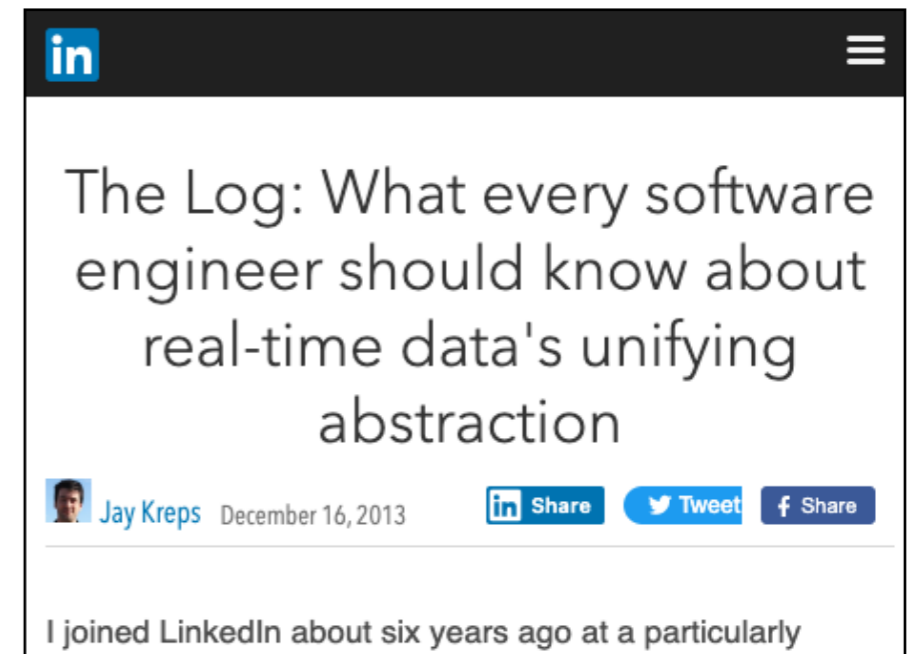 in
The Log: What every software
engineer should know about
real-time data's unifying
abstraction
Jay Kreps December 16, 2013 in Share Tweet f Share
I joined LinkedIn about six years ago at a particularly